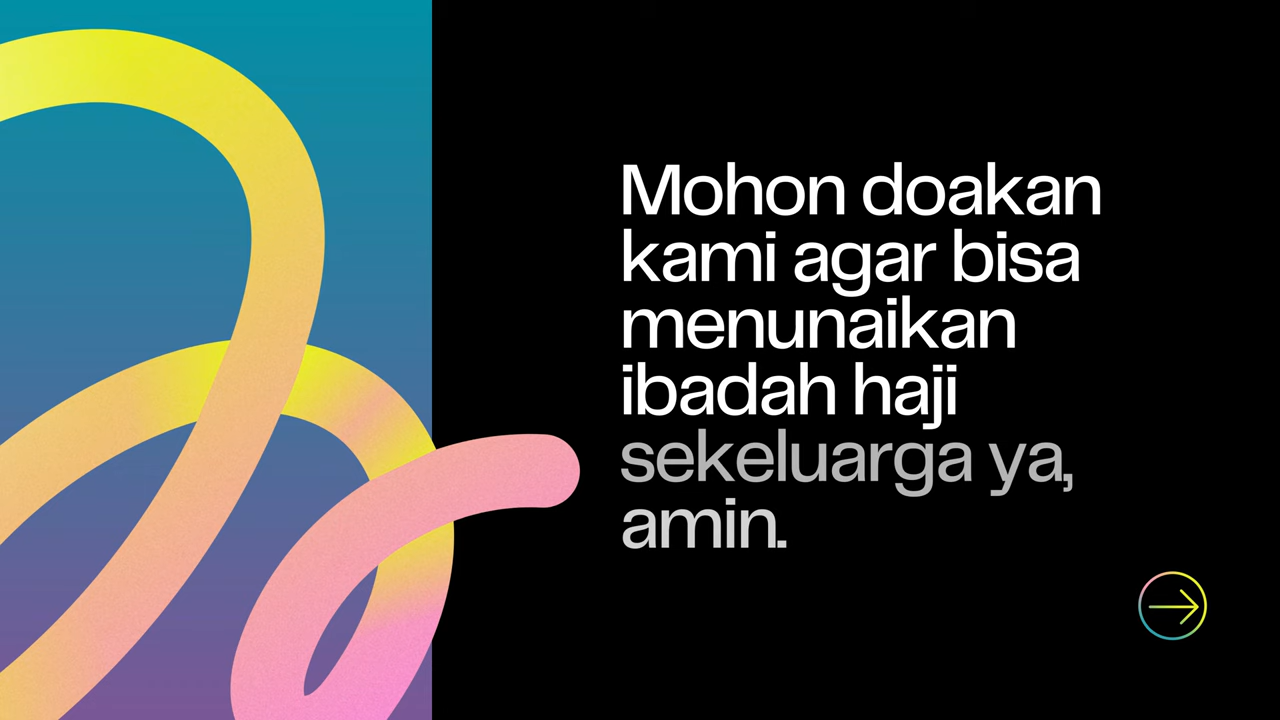 Mohon doakan
kami agar bisa
menunaikan
ibadah haji
sekeluarga ya,
amin.